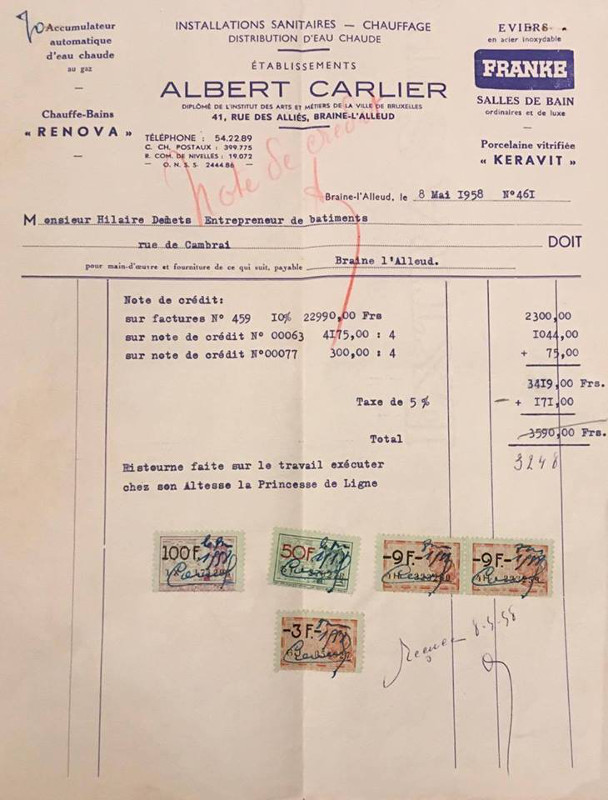 Accumulateur
automatique
d'eau chaude
au gaz
Chauffe-Bains
" RENOVA "
INSTALLATIONS SANITAIRES — CHAUFFAGE
DISTRIBUTION D'EAU CHAUDE
ÉTABLISSEMENTS
ALBERT CARLIER
DIPLÔMÉ DE L'INSTITUT DES ARTS ET MÉTIERS DE LA VILLE DE BRUXELLES
41, RUE DES ALLIÉS, BRAINE-L'ALLEUD
TÉLÉPHONE : 54.22.89
C. CH. POSTAUX : 399.775
R. COM. DE NIVELLES : 19.072
— O. N. S. S. 2444.86 —
EVIERS
en acier inoxydable
FRANKE
SALLES DE BAIN
ordinaires et de luxe
Porcelaine vitrifiée
« KERAVIT »
Note de crédit
Braine-l'Alleud, le 8 Mai 1958 N°461
Monsieur Hilaire Demets Entrepreneur de batiments
rue de Cambrai DOIT
pour main-d'œuvre et fourniture de ce qui suit, payable Braine l'Alleud.
Note de crédit:
sur factures N° 459 10% 22990,00 Frs 2300,00
sur note de crédit N° 00063 4175,00 : 4 1044,00
sur note de crédit N°00077 300,00 : 4 + 75,00
3419,00 Frs.
Taxe de 5 % + 171,00
Total 3590,00 Frs.
3248
Ristourne faite sur le travail exécuter
chez son Altesse la Princesse de Ligne
100F. 50F. -9F.- -9F.-
-3F.-
8-5-58